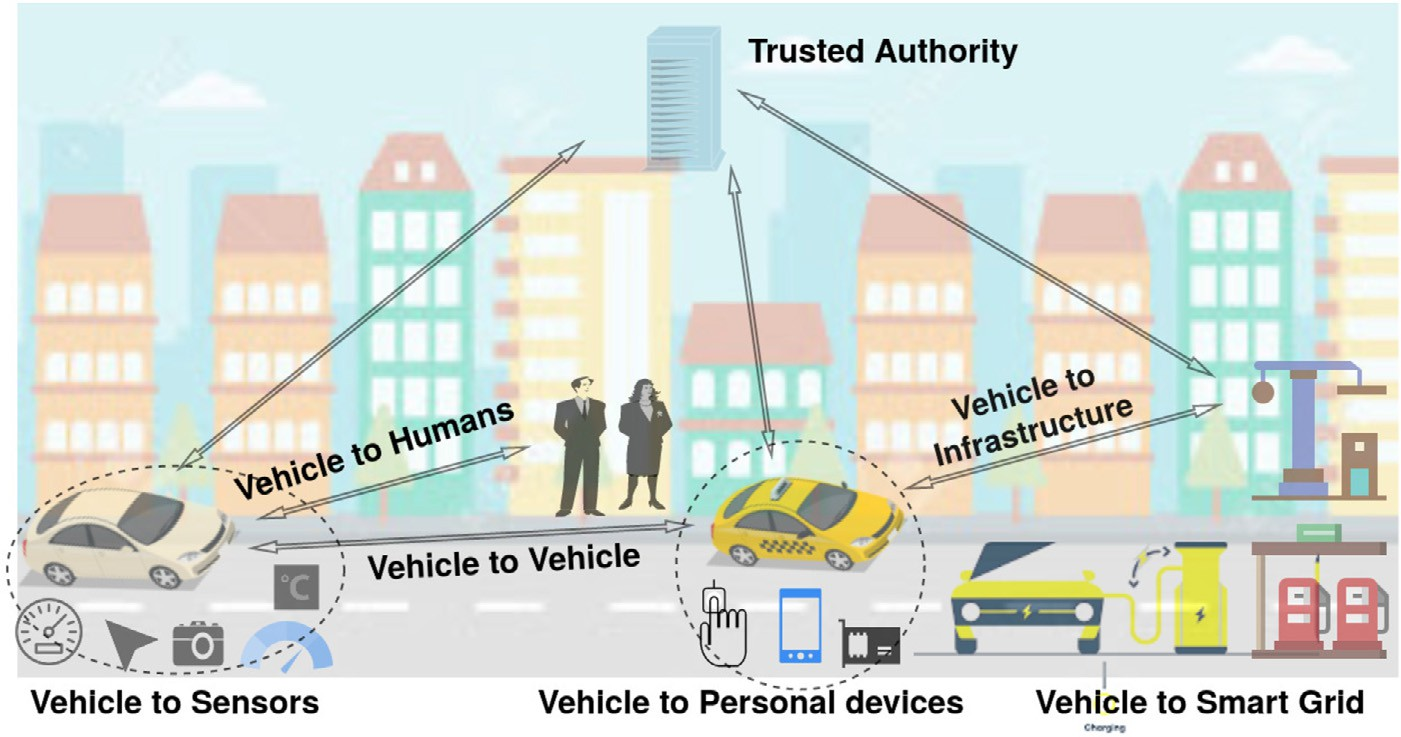 Trusted Authority
Vehicle to
Infrastructure
Vehicle to Humans
Vehicle to Vehicle
°C
Vehicle to Sensors
Vehicle to Personal devices
Vehicle to Smart Grid
Charging